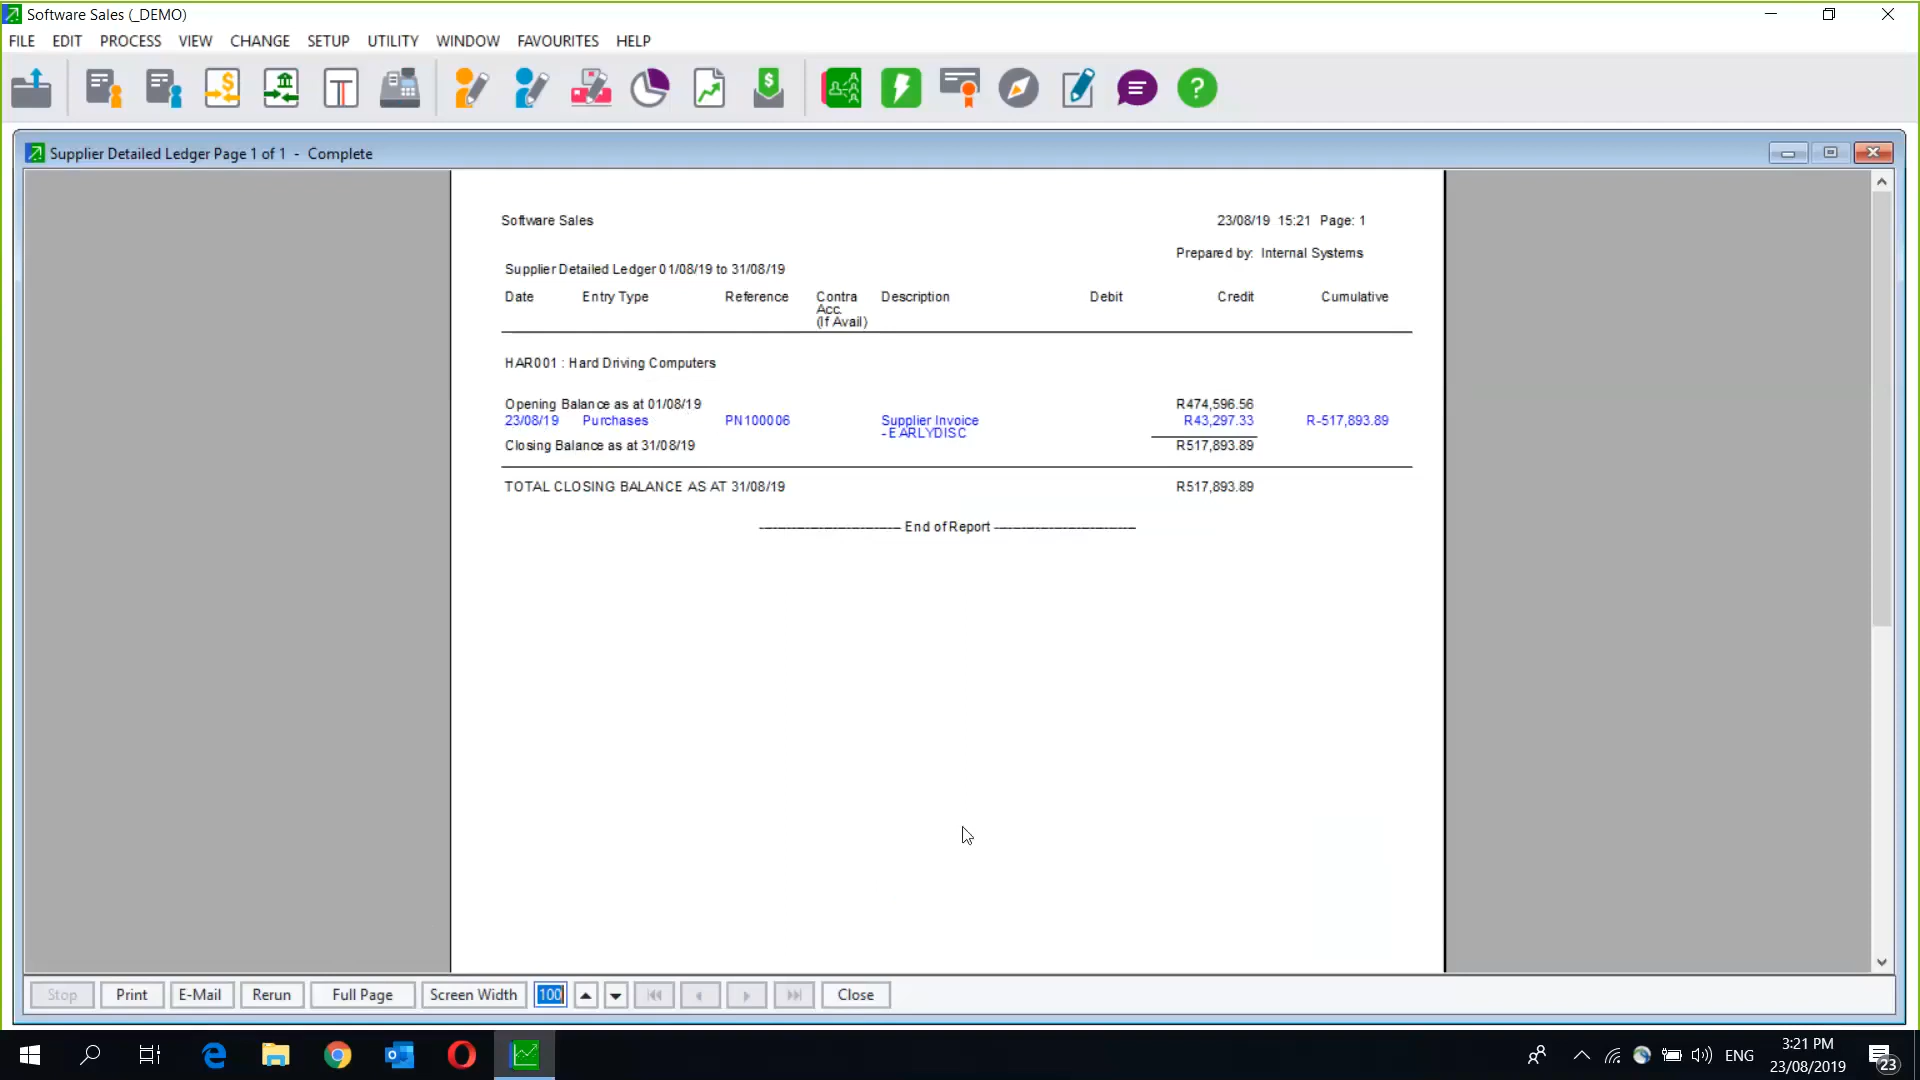 Software Sales (_DEMO)
FILE EDIT PROCESS VIEW CHANGE SETUP UTILITY WINDOW FAVOURITES HELP
Supplier Detailed Ledger Page 1 of 1 - Complete
Software Sales 23/08/19 15:21 Page: 1
Prepared by: Internal Systems
Supplier Detailed Ledger 01/08/19 to 31/08/19
Date Entry Type Reference Contra Description Debit Credit Cumulative
Acc.
(If Avail)
HAR001 : Hard Driving Computers
Opening Balance as at 01/08/19 R474,596.56
23/08/19 Purchases PN100006 Supplier Invoice R43,297.33 R-517,893.89
-EARLYDISC
Closing Balance as at 31/08/19 R517,893.89
TOTAL CLOSING BALANCE AS AT 31/08/19 R517,893.89
End of Report
Stop Print E-Mail Rerun Full Page Screen Width 100 Close
ENG 3:21 PM
23/08/2019 23